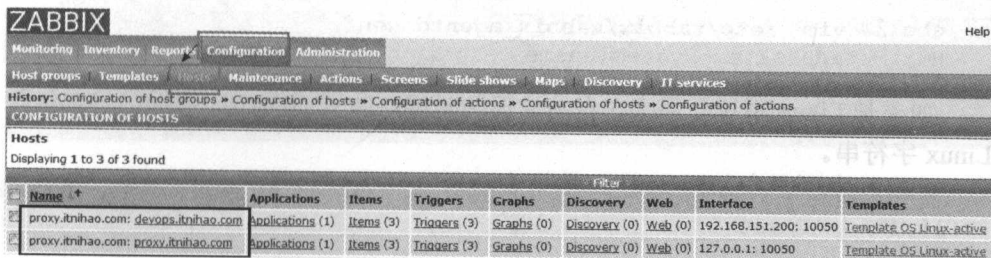 ZABBIX
Help
Monitoring Inventory Reports Configuration Administration
Host groups Templates Hosts Maintenance Actions Screens Slide shows Maps Discovery IT services
History: Configuration of host groups » Configuration of hosts » Configuration of actions » Configuration of hosts » Configuration of actions
CONFIGURATION OF HOSTS
Hosts
Displaying 1 to 3 of 3 found
Filter
Name Applications Items Triggers Graphs Discovery Web Interface Templates
proxy.itnihao.com: devops.itnihao.com Applications (1) Items (3) Triggers (3) Graphs (0) Discovery (0) Web (0) 192.168.151.200: 10050 Template OS Linux-active
proxy.itnihao.com: proxy.itnihao.com Applications (1) Items (3) Triggers (3) Graphs (0) Discovery (0) Web (0) 127.0.0.1: 10050 Template OS Linux-active